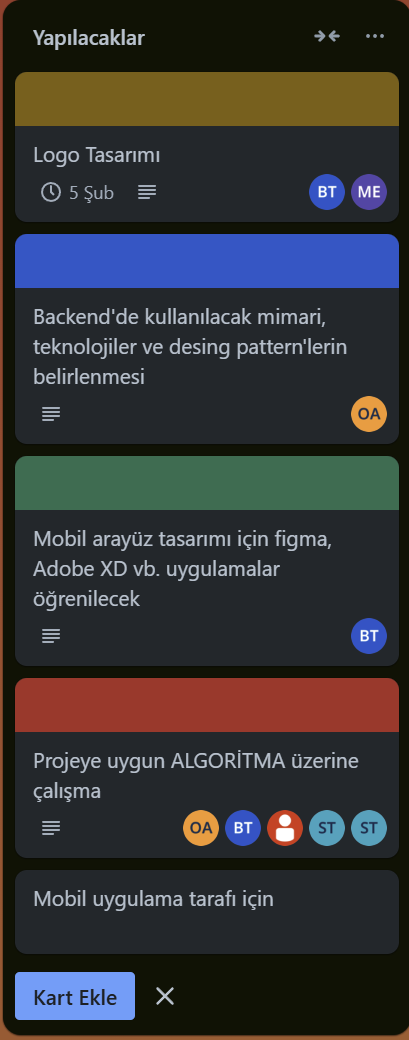 Yapılacaklar
Logo Tasarımı
5 Şub
BT ME
Backend'de kullanılacak mimari,
teknolojiler ve desing pattern'lerin
belirlenmesi
OA
Mobil arayüz tasarımı için figma,
Adobe XD vb. uygulamalar
öğrenilecek
BT
Projeye uygun ALGORİTMA üzerine
çalışma
OA BT ST ST
Mobil uygulama tarafı için
Kart Ekle